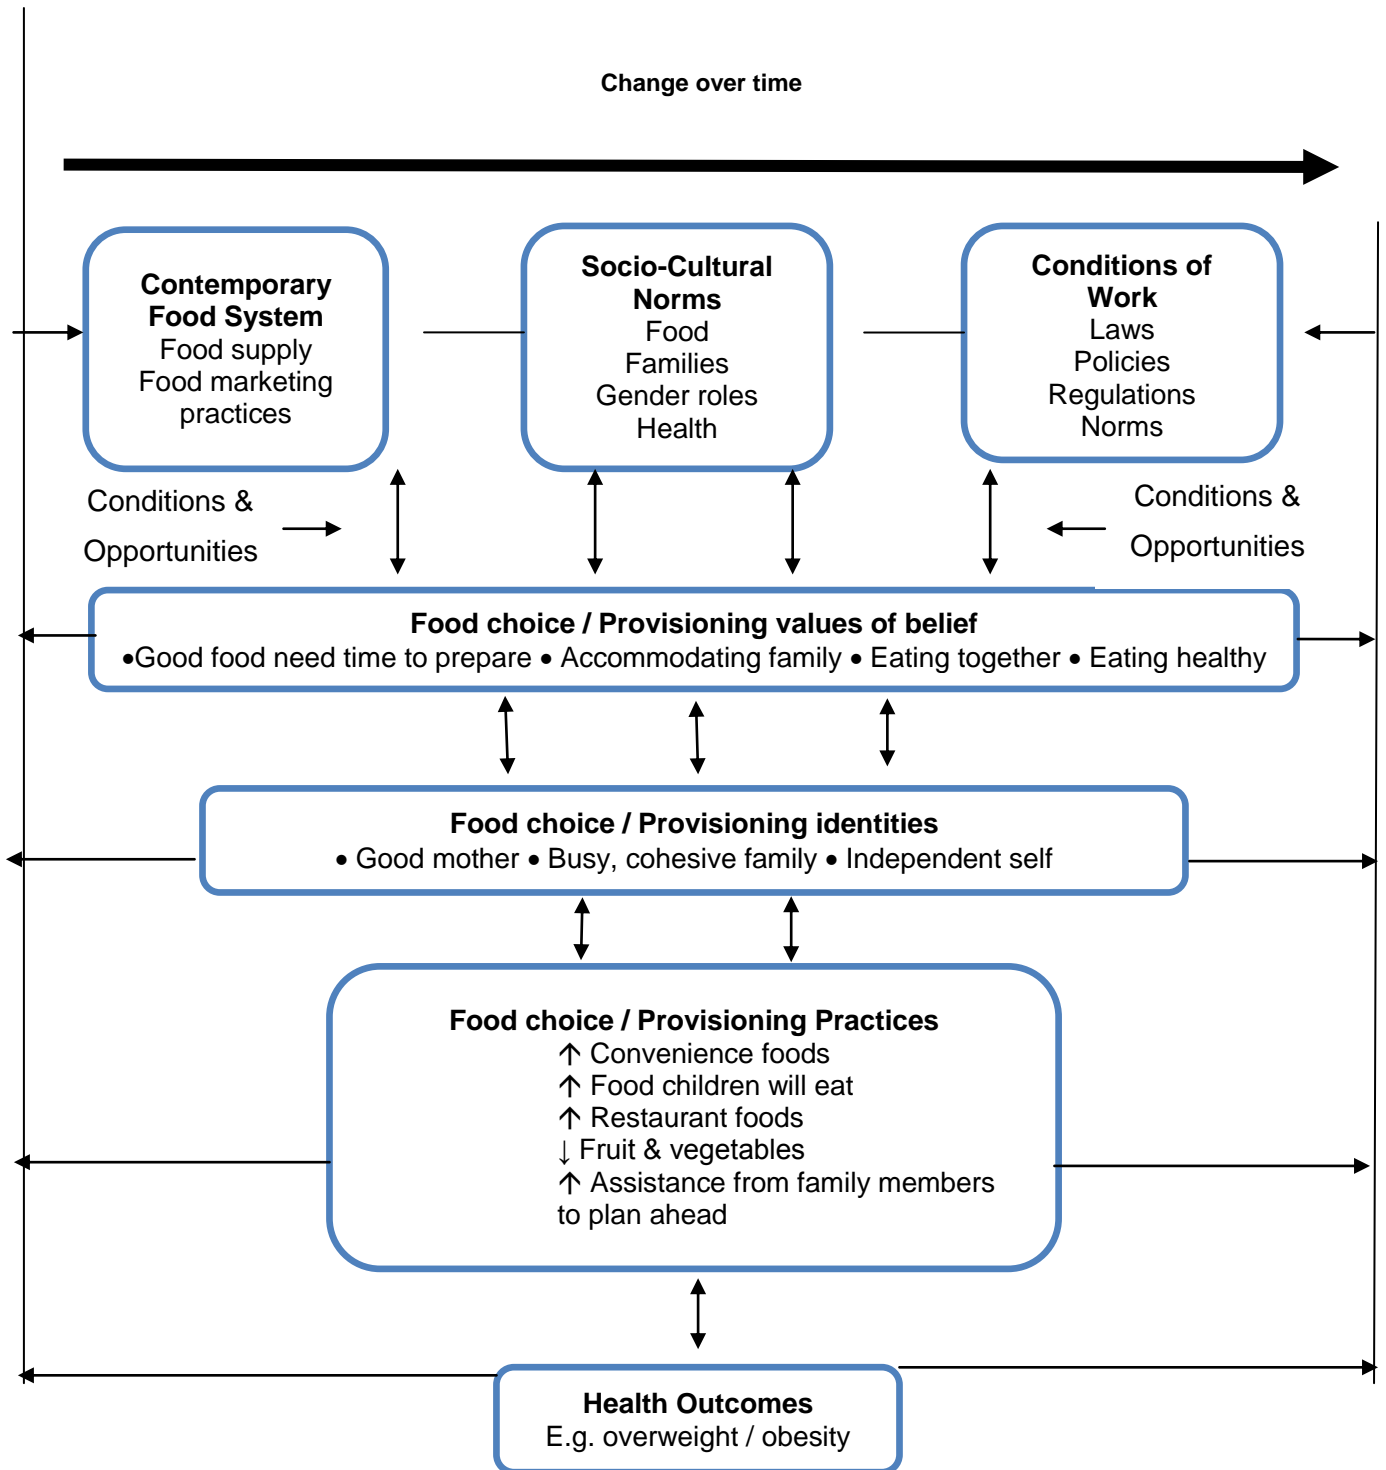 Change over time
Contemporary
Food System
Food supply
Food marketing
practices
Socio-Cultural
Norms
Food
Families
Gender roles
Health
Conditions of
Work
Laws
Policies
Regulations
Norms
Conditions &
Opportunities
Conditions &
Opportunities
Food choice / Provisioning values of belief
•Good food need time to prepare • Accommodating family • Eating together • Eating healthy
Food choice / Provisioning identities
• Good mother • Busy, cohesive family • Independent self
Food choice / Provisioning Practices
↑ Convenience foods
↑ Food children will eat
↑ Restaurant foods
↓ Fruit & vegetables
↑ Assistance from family members
to plan ahead
Health Outcomes
E.g. overweight / obesity